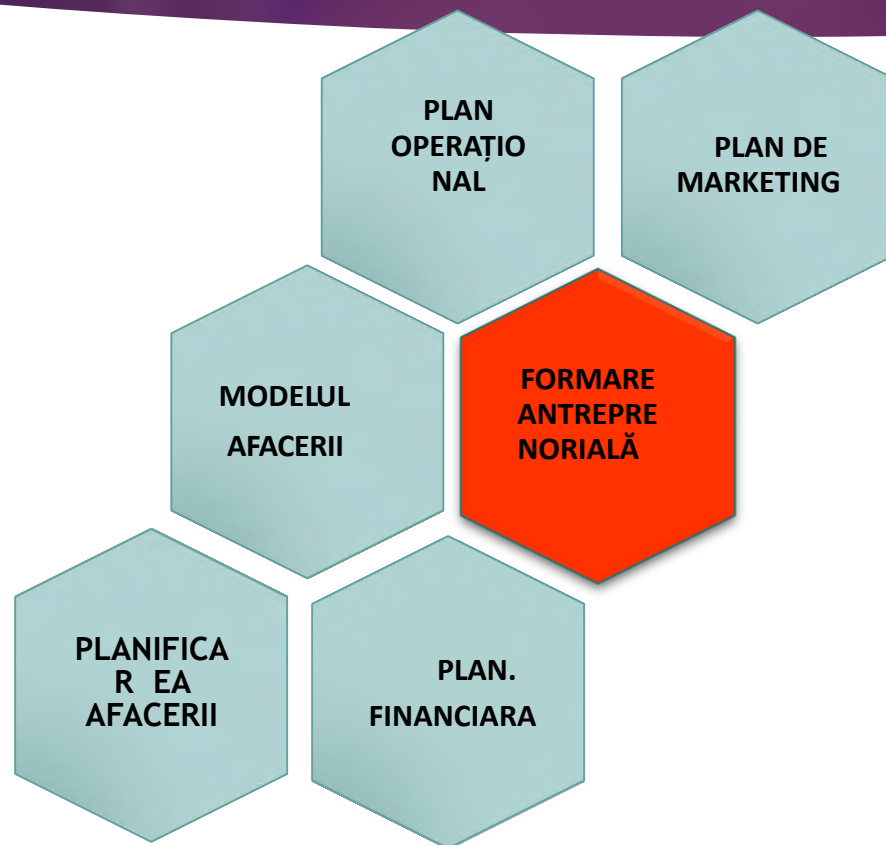 PLAN
OPERAȚIO
NAL
PLAN DE
MARKETING
MODELUL
AFACERII
FORMARE
ANTREPRE
NORIALĂ
PLANIFICA
R EA
AFACERII
PLAN.
FINANCIARA